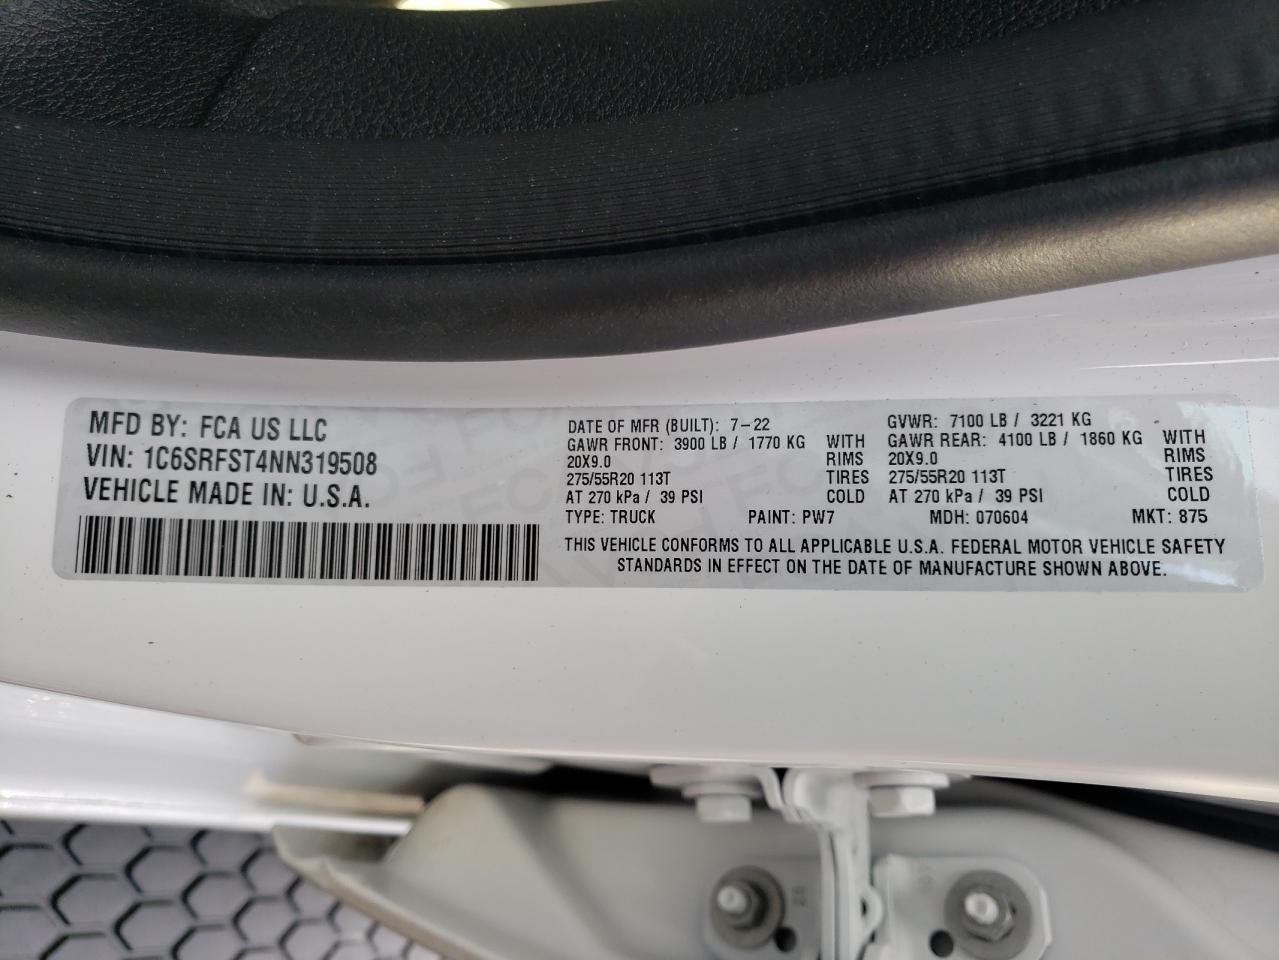 MFD BY: FCA US LLC
VIN: 1C6SRFST4NN319508
VEHICLE MADE IN: U.S.A.
DATE OF MFR (BUILT): 7-22
GAWR FRONT: 3900 LB / 1770 KG WITH
20X9.0 RIMS
275/55R20 113T TIRES
AT 270 kPa / 39 PSI COLD
GVWR: 7100 LB / 3221 KG
GAWR REAR: 4100 LB / 1860 KG WITH
20X9.0 RIMS
275/55R20 113T TIRES
AT 270 kPa / 39 PSI COLD
TYPE: TRUCK PAINT: PW7 MDH: 070604 MKT: 875
THIS VEHICLE CONFORMS TO ALL APPLICABLE U.S.A. FEDERAL MOTOR VEHICLE SAFETY
STANDARDS IN EFFECT ON THE DATE OF MANUFACTURE SHOWN ABOVE.